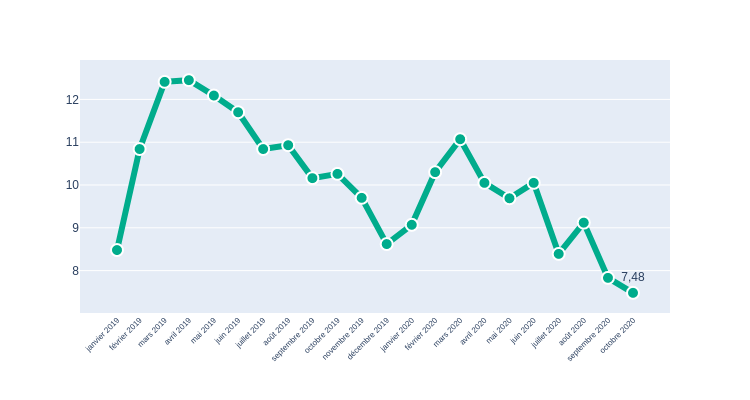 12
11
10
9
8
7,48
janvier 2019
février 2019
mars 2019
avril 2019
mai 2019
juin 2019
juillet 2019
août 2019
septembre 2019
octobre 2019
novembre 2019
décembre 2019
janvier 2020
février 2020
mars 2020
avril 2020
mai 2020
juin 2020
juillet 2020
août 2020
septembre 2020
octobre 2020